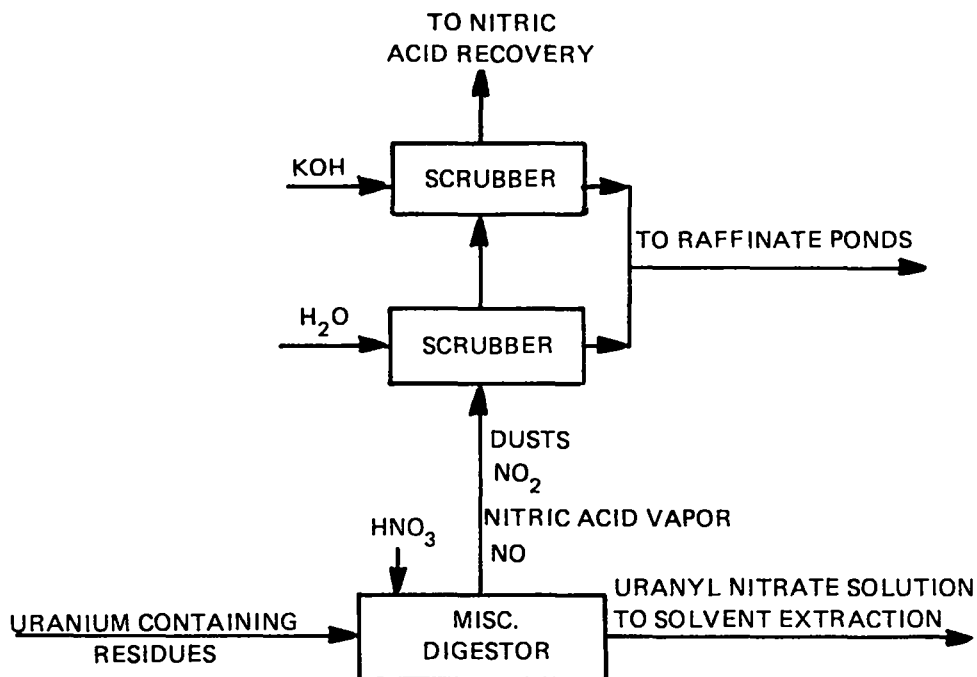 TO NITRIC
ACID RECOVERY
KOH
SCRUBBER
TO RAFFINATE PONDS
H₂O
SCRUBBER
DUSTS
NO₂
NITRIC ACID VAPOR
NO
HNO₃
URANIUM CONTAINING
RESIDUES
MISC.
DIGESTOR
URANYL NITRATE SOLUTION
TO SOLVENT EXTRACTION